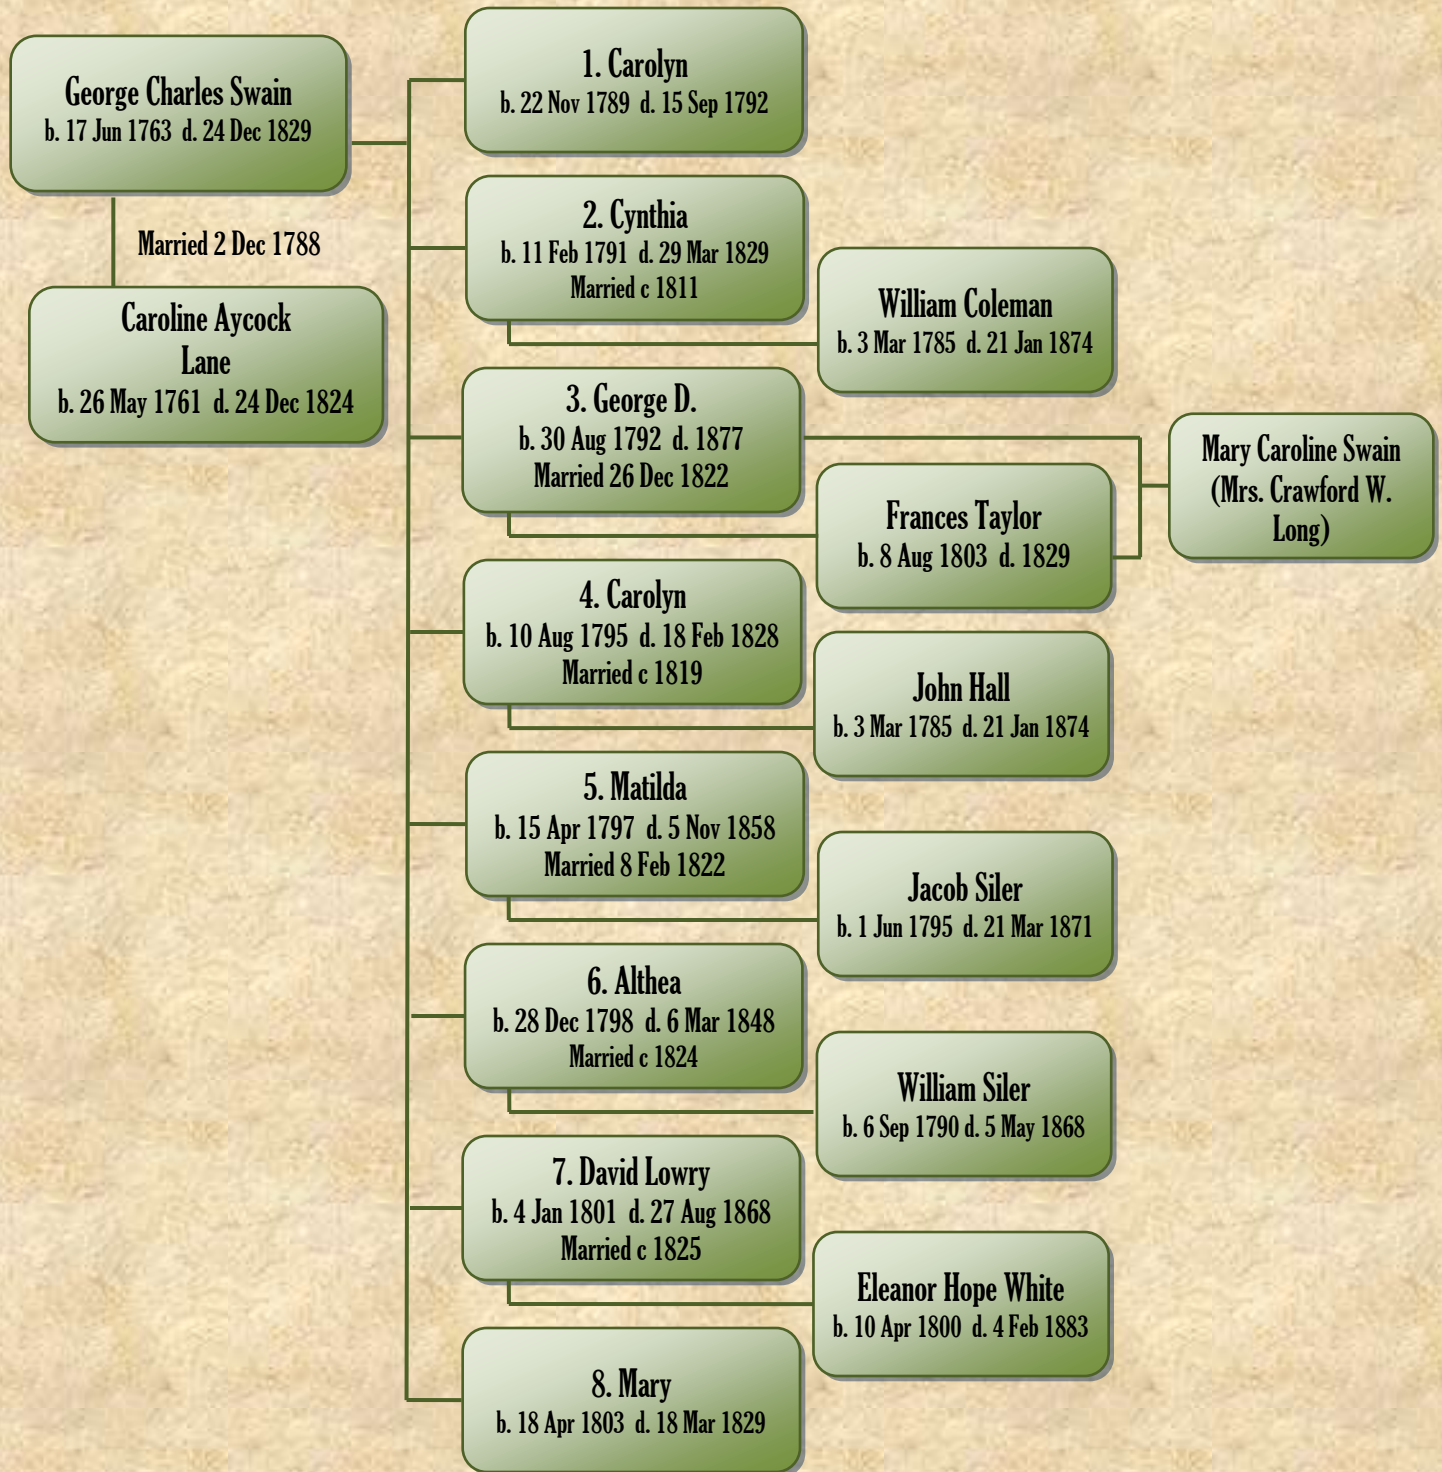 George Charles Swain
b. 17 Jun 1763 d. 24 Dec 1829
Married 2 Dec 1788
Caroline Aycock
Lane
b. 26 May 1761 d. 24 Dec 1824
1. Carolyn
b. 22 Nov 1789 d. 15 Sep 1792
2. Cynthia
b. 11 Feb 1791 d. 29 Mar 1829
Married c 1811
William Coleman
b. 3 Mar 1785 d. 21 Jan 1874
3. George D.
b. 30 Aug 1792 d. 1877
Married 26 Dec 1822
Frances Taylor
b. 8 Aug 1803 d. 1829
Mary Caroline Swain
(Mrs. Crawford W.
Long)
4. Carolyn
b. 10 Aug 1795 d. 18 Feb 1828
Married c 1819
John Hall
b. 3 Mar 1785 d. 21 Jan 1874
5. Matilda
b. 15 Apr 1797 d. 5 Nov 1858
Married 8 Feb 1822
Jacob Siler
b. 1 Jun 1795 d. 21 Mar 1871
6. Althea
b. 28 Dec 1798 d. 6 Mar 1848
Married c 1824
William Siler
b. 6 Sep 1790 d. 5 May 1868
7. David Lowry
b. 4 Jan 1801 d. 27 Aug 1868
Married c 1825
Eleanor Hope White
b. 10 Apr 1800 d. 4 Feb 1883
8. Mary
b. 18 Apr 1803 d. 18 Mar 1829